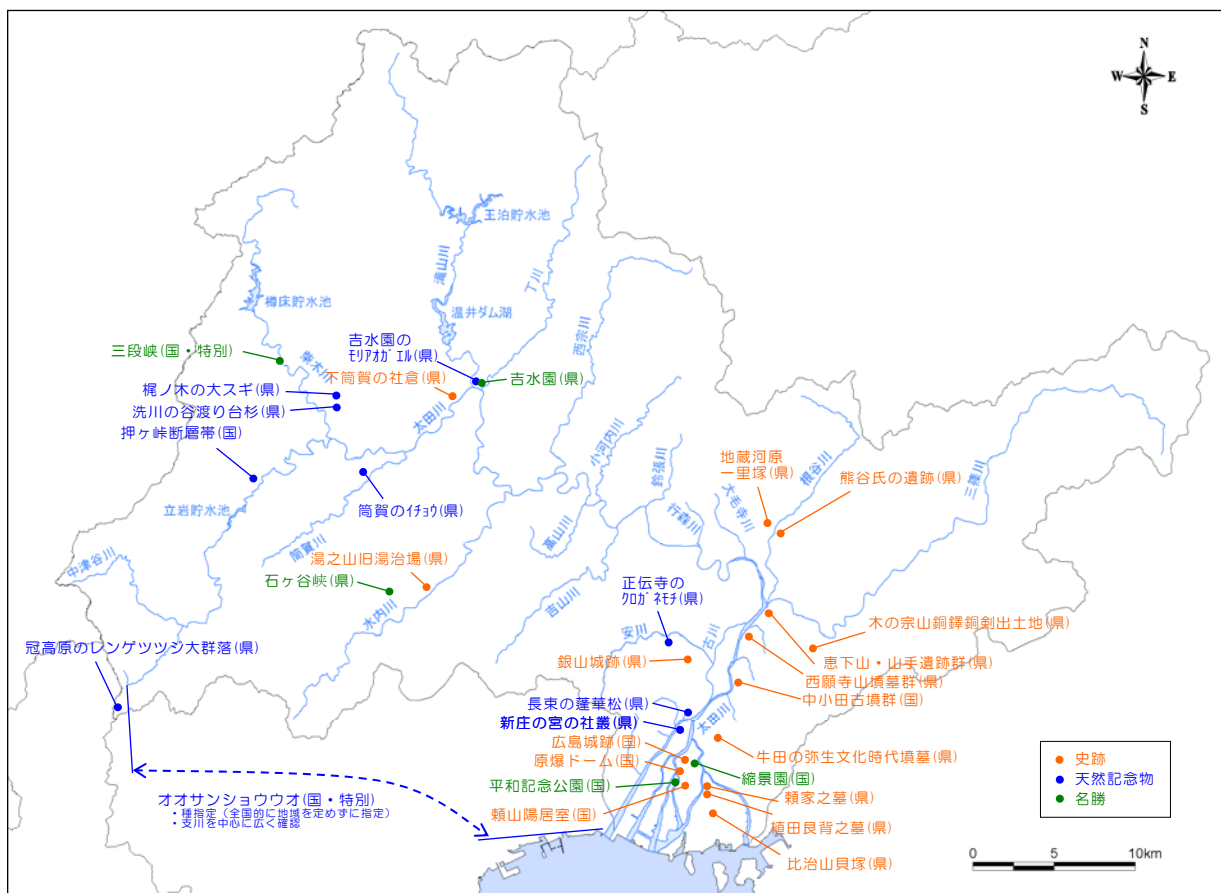 N
W
E
S
王泊貯水池
滝山川
丁川
樽床貯水池
温井ダム湖
西宗川
三段峡(国・特別)
柴木川
吉水園の
モリアオガエル(県)
不筒賀の社倉(県)
吉水園(県)
梶ノ木の大スギ(県)
洗川の谷渡り台杉(県)
太田川
押ヶ峠断層帯(国)
小河内川
鈴張川
地蔵河原
一里塚(県)
根谷川
熊谷氏の遺跡(県)
三篠川
大毛寺川
行森川
立岩貯水池
筒賀のイチョウ(県)
筒賀川
高山川
中津谷川
湯之山旧湯治場(県)
石ヶ谷峡(県)
水内川
吉山川
正伝寺の
クロガネモチ(県)
安川
古川
木の宗山銅鐸銅剣出土地(県)
冠高原のレンゲツツジ大群落(県)
銀山城跡(県)
恵下山・山手遺跡群(県)
西願寺山墳墓群(県)
中小田古墳群(国)
長束の蓮華松(県)
新庄の宮の社叢(県)
太田川
広島城跡(国)
牛田の弥生文化時代墳墓(県)
原爆ドーム(国)
縮景園(国)
平和記念公園(国)
頼山陽居室(国)
頼家之墓(県)
植田艮背之墓(県)
比治山貝塚(県)
オオサンショウウオ(国・特別)
・種指定（全国的に地域を定めずに指定)
・支川を中心に広く確認
史跡
天然記念物
名勝
0
5
10km